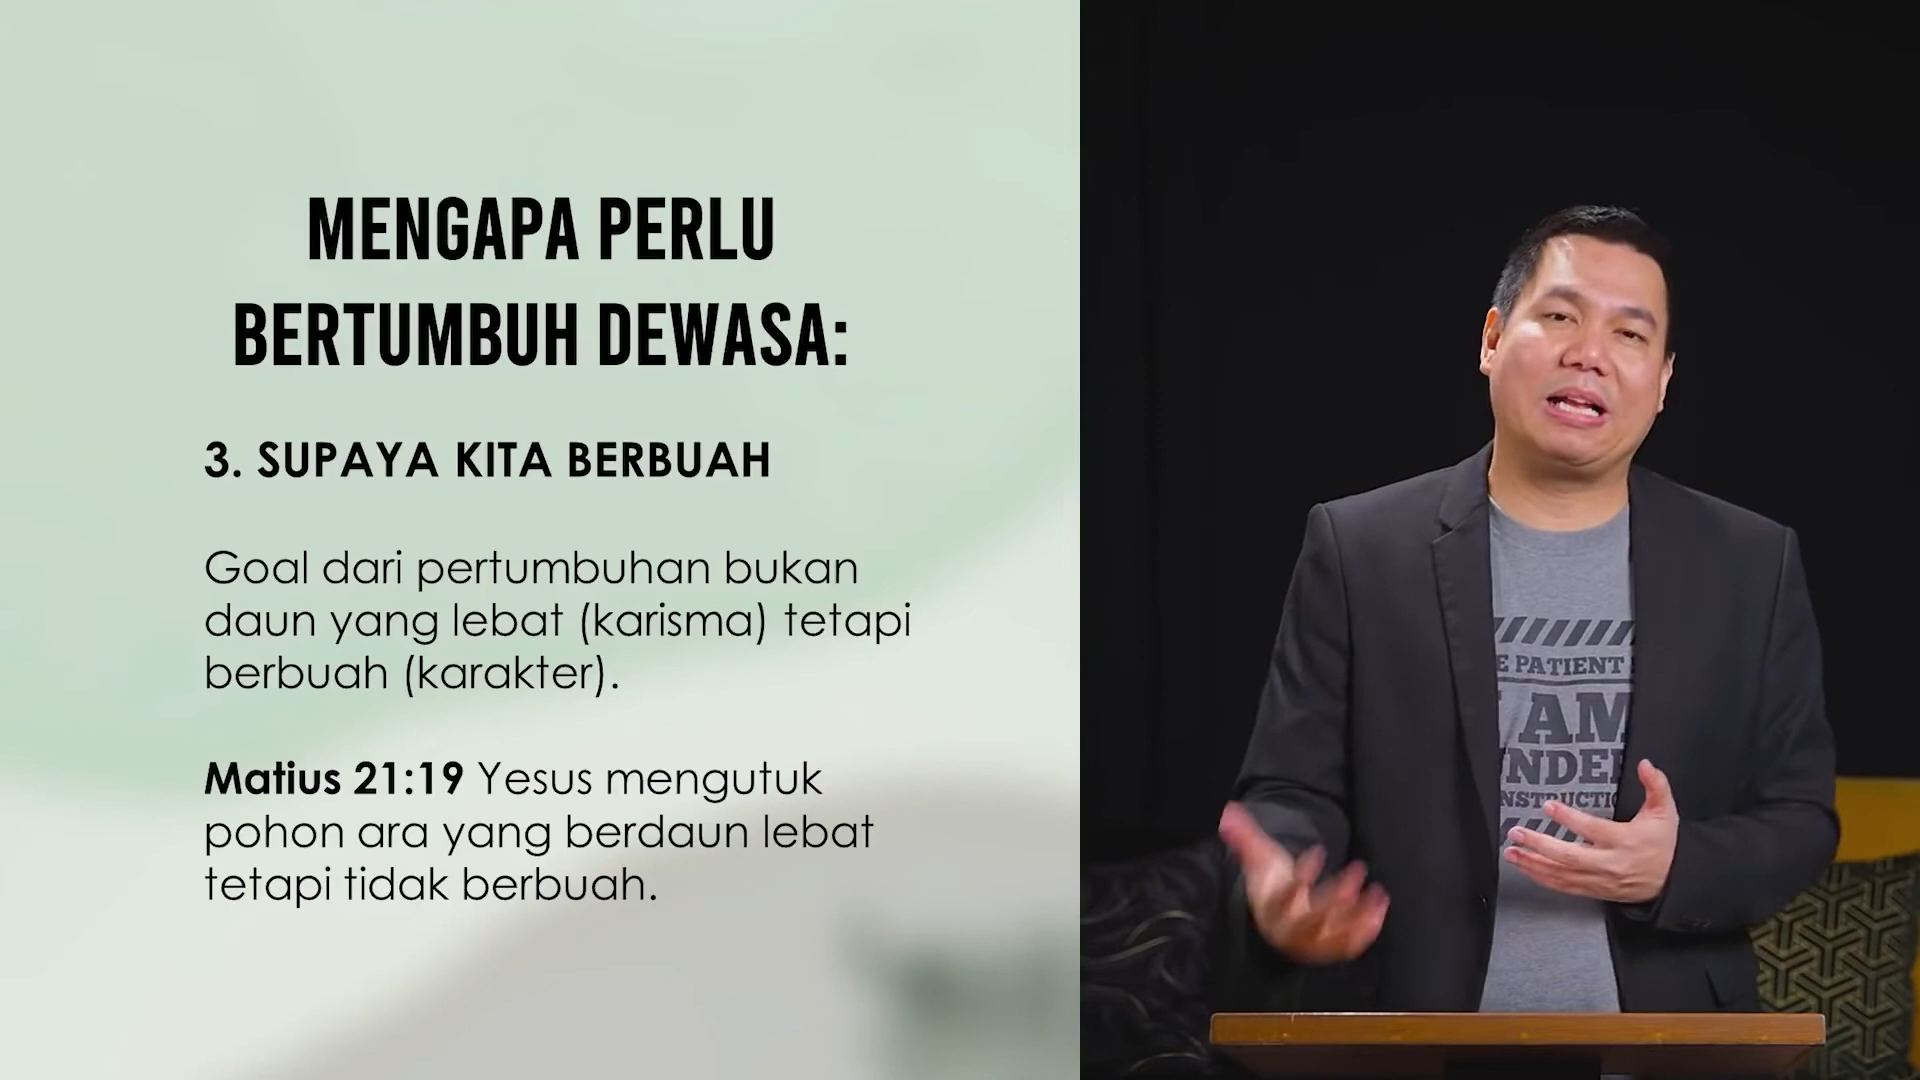 MENGAPA PERLU
BERTUMBUH DEWASA:
3. SUPAYA KITA BERBUAH
Goal dari pertumbuhan bukan
daun yang lebat (karisma) tetapi
berbuah (karakter).
Matius 21:19 Yesus mengutuk
pohon ara yang berdaun lebat
tetapi tidak berbuah.
PATIENT
I AM